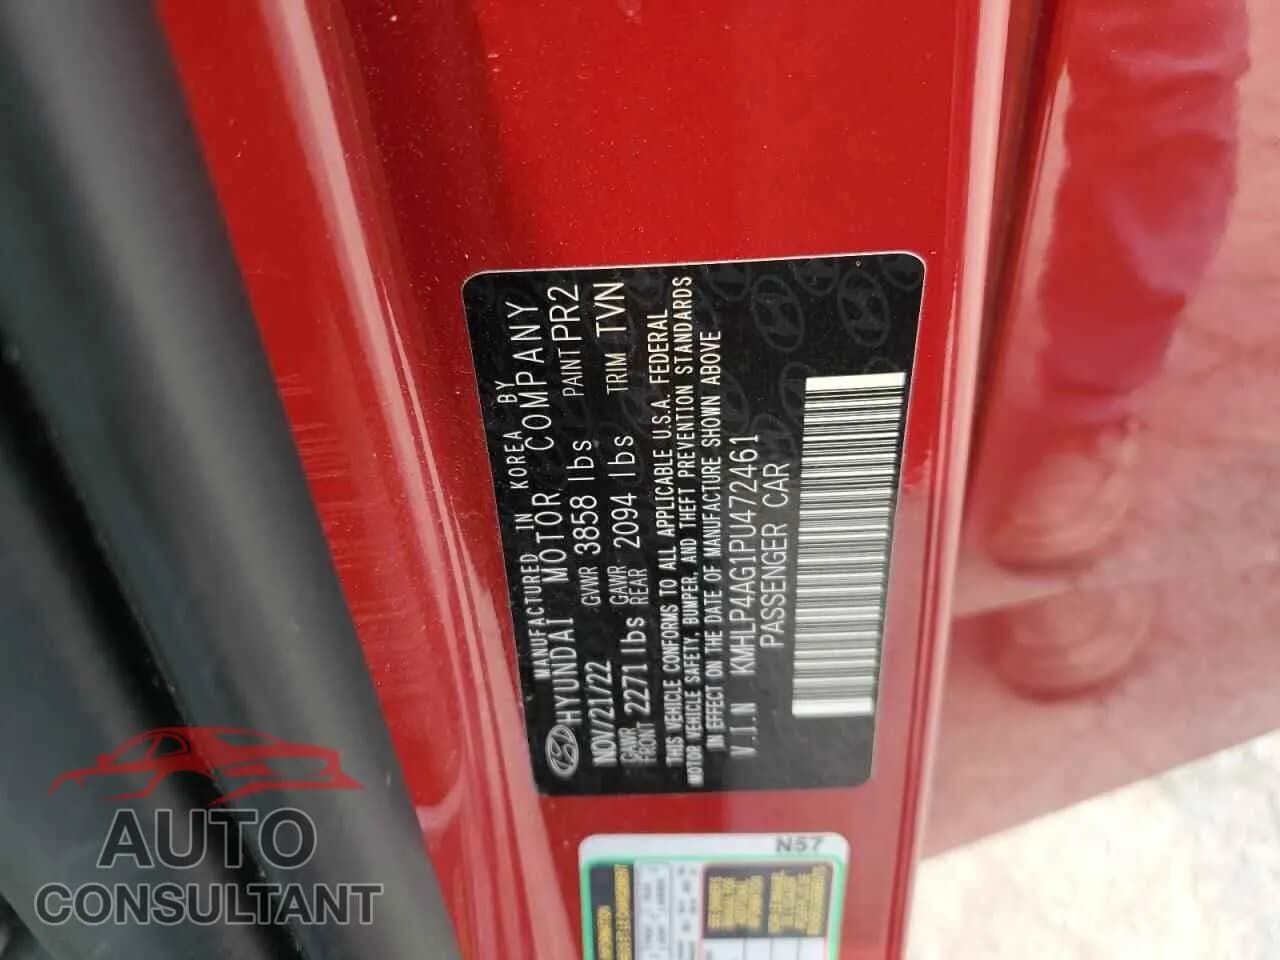 MANUFACTURED IN KOREA BY
HYUNDAI MOTOR COMPANY
NOV/21/22 GVWR 3858 lbs PAINT PR2
GAWR FRONT 2271 lbs GAWR REAR 2094 lbs TRIM TVN
THIS VEHICLE CONFORMS TO ALL APPLICABLE U.S.A. FEDERAL
MOTOR VEHICLE SAFETY, BUMPER, AND THEFT PREVENTION STANDARDS
IN EFFECT ON THE DATE OF MANUFACTURE SHOWN ABOVE
V.I.N KMHLP4AG1PU472461
PASSENGER CAR
N57
AUTO
CONSULTANT